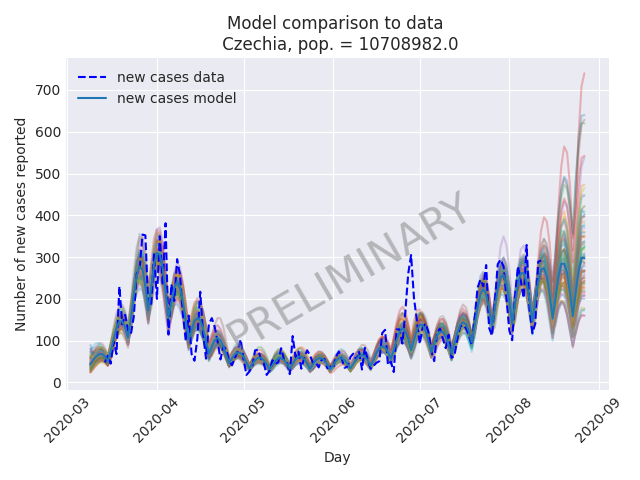 Model comparison to data
Czechia, pop. = 10708982.0
new cases data
new cases model
Number of new cases reported
700
600
500
400
300
200
100
0
PRELIMINARY
2020-03
2020-04
2020-05
2020-06
2020-07
2020-08
2020-09
Day